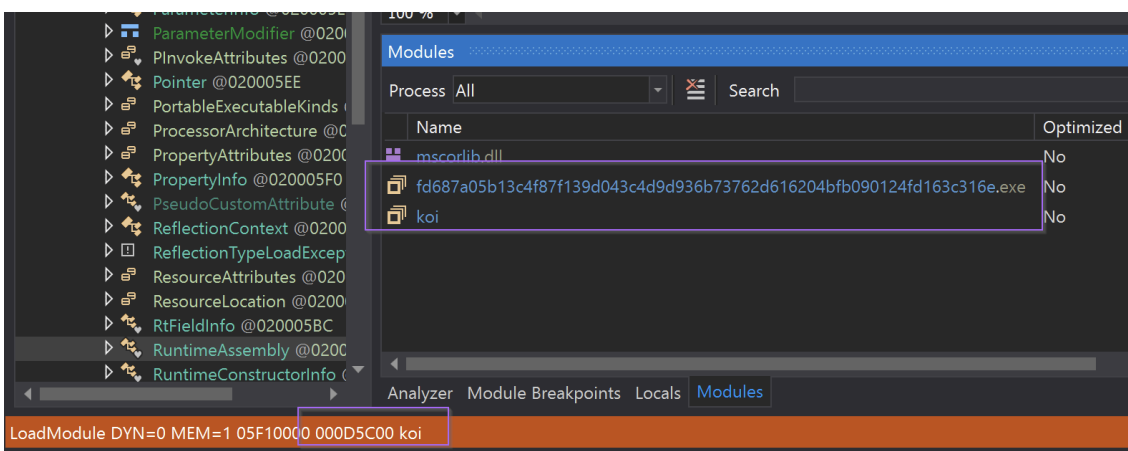 100 %
ParameterModifier @020
PInvokeAttributes @0200
Pointer @020005EE
PortableExecutableKinds
ProcessorArchitecture @0
PropertyAttributes @0200
PropertyInfo @020005F0
PseudoCustomAttribute
ReflectionContext @0200
ReflectionTypeLoadExcep
ResourceAttributes @020
ResourceLocation @0200
RtFieldInfo @020005BC
RuntimeAssembly @0200
RuntimeConstructorInfo
Modules
Process All Search
Name Optimized
mscorlib.dll No
fd687a05b13c4f87f139d043c4d9d936b73762d616204bfb090124fd163c316e.exe No
koi No
Analyzer Module Breakpoints Locals Modules
LoadModule DYN=0 MEM=1 05F10000 000D5C00 koi